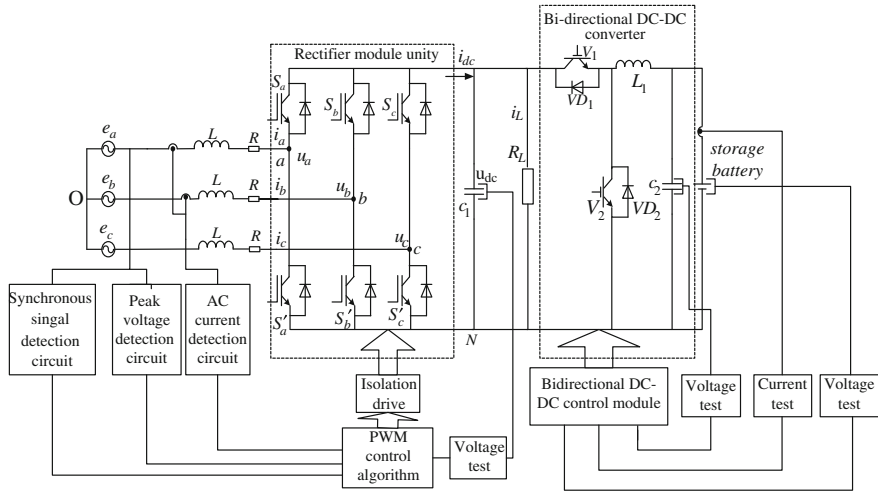 Bi-directional DC-DC
converter
Rectifier module unity
i_dc
V_1
VD_1
L_1
S_a
S_b
S_c
e_a
L
R
i_a
a
u_a
i_L
R_L
u_dc
c_1
storage
battery
O
e_b
L
R
i_b
u_b
b
V_2
VD_2
c_2
e_c
L
R
i_c
u_c
c
S'_a
S'_b
S'_c
N
Synchronous
singal
detection
circuit
Peak
voltage
detection
circuit
AC
current
detection
circuit
Isolation
drive
Bidirectional DC-
DC control module
Voltage
test
Current
test
Voltage
test
PWM
control
algorithm
Voltage
test